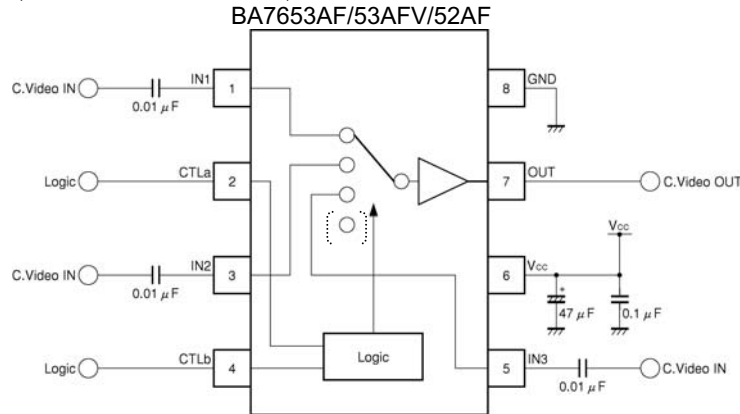 BA7653AF/53AFV/52AF
C.Video IN
0.01 μF
IN1
1
8
GND
Logic
CTLa
2
7
OUT
C.Video OUT
Vcc
C.Video IN
0.01 μF
IN2
3
6
Vcc
+
47 μF
0.1 μF
Logic
CTLb
4
Logic
5
IN3
0.01 μF
C.Video IN